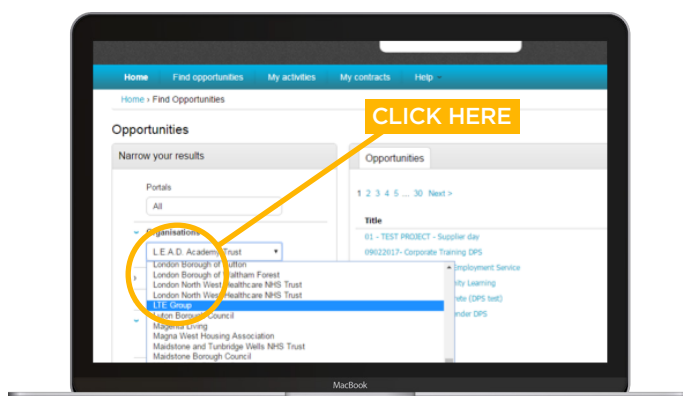 Home Find opportunities My activities My contracts Help
Home › Find Opportunities
CLICK HERE
Opportunities
Narrow your results
Opportunities
Portals
All
1 2 3 4 5 ... 30 Next >
Organisations
Title
01 - TEST PROJECT - Supplier day
L.E.A.D. Academy Trust
09022017- Corporate Training DPS
London Borough of Sutton
London Borough of Waltham Forest
Employment Service
London North West Healthcare NHS Trust
Learning
London North West Healthcare NHS Trust
LTE Group
(DPS test)
Luton Borough Council
DPS
Magenta Living
Magna West Housing Association
Maidstone and Tunbridge Wells NHS Trust
Maidstone Borough Council
MacBook